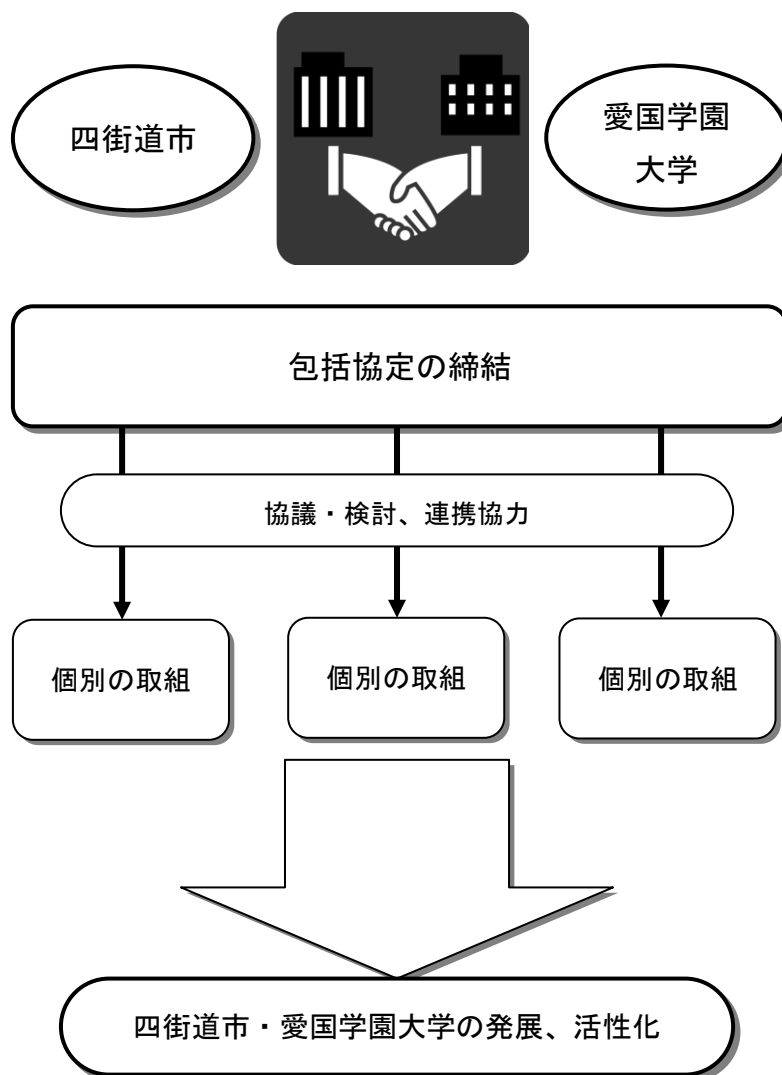 四街道市
愛国学園
大学
包括協定の締結
協議・検討、連携協力
個別の取組
個別の取組
個別の取組
四街道市・愛国学園大学の発展、活性化